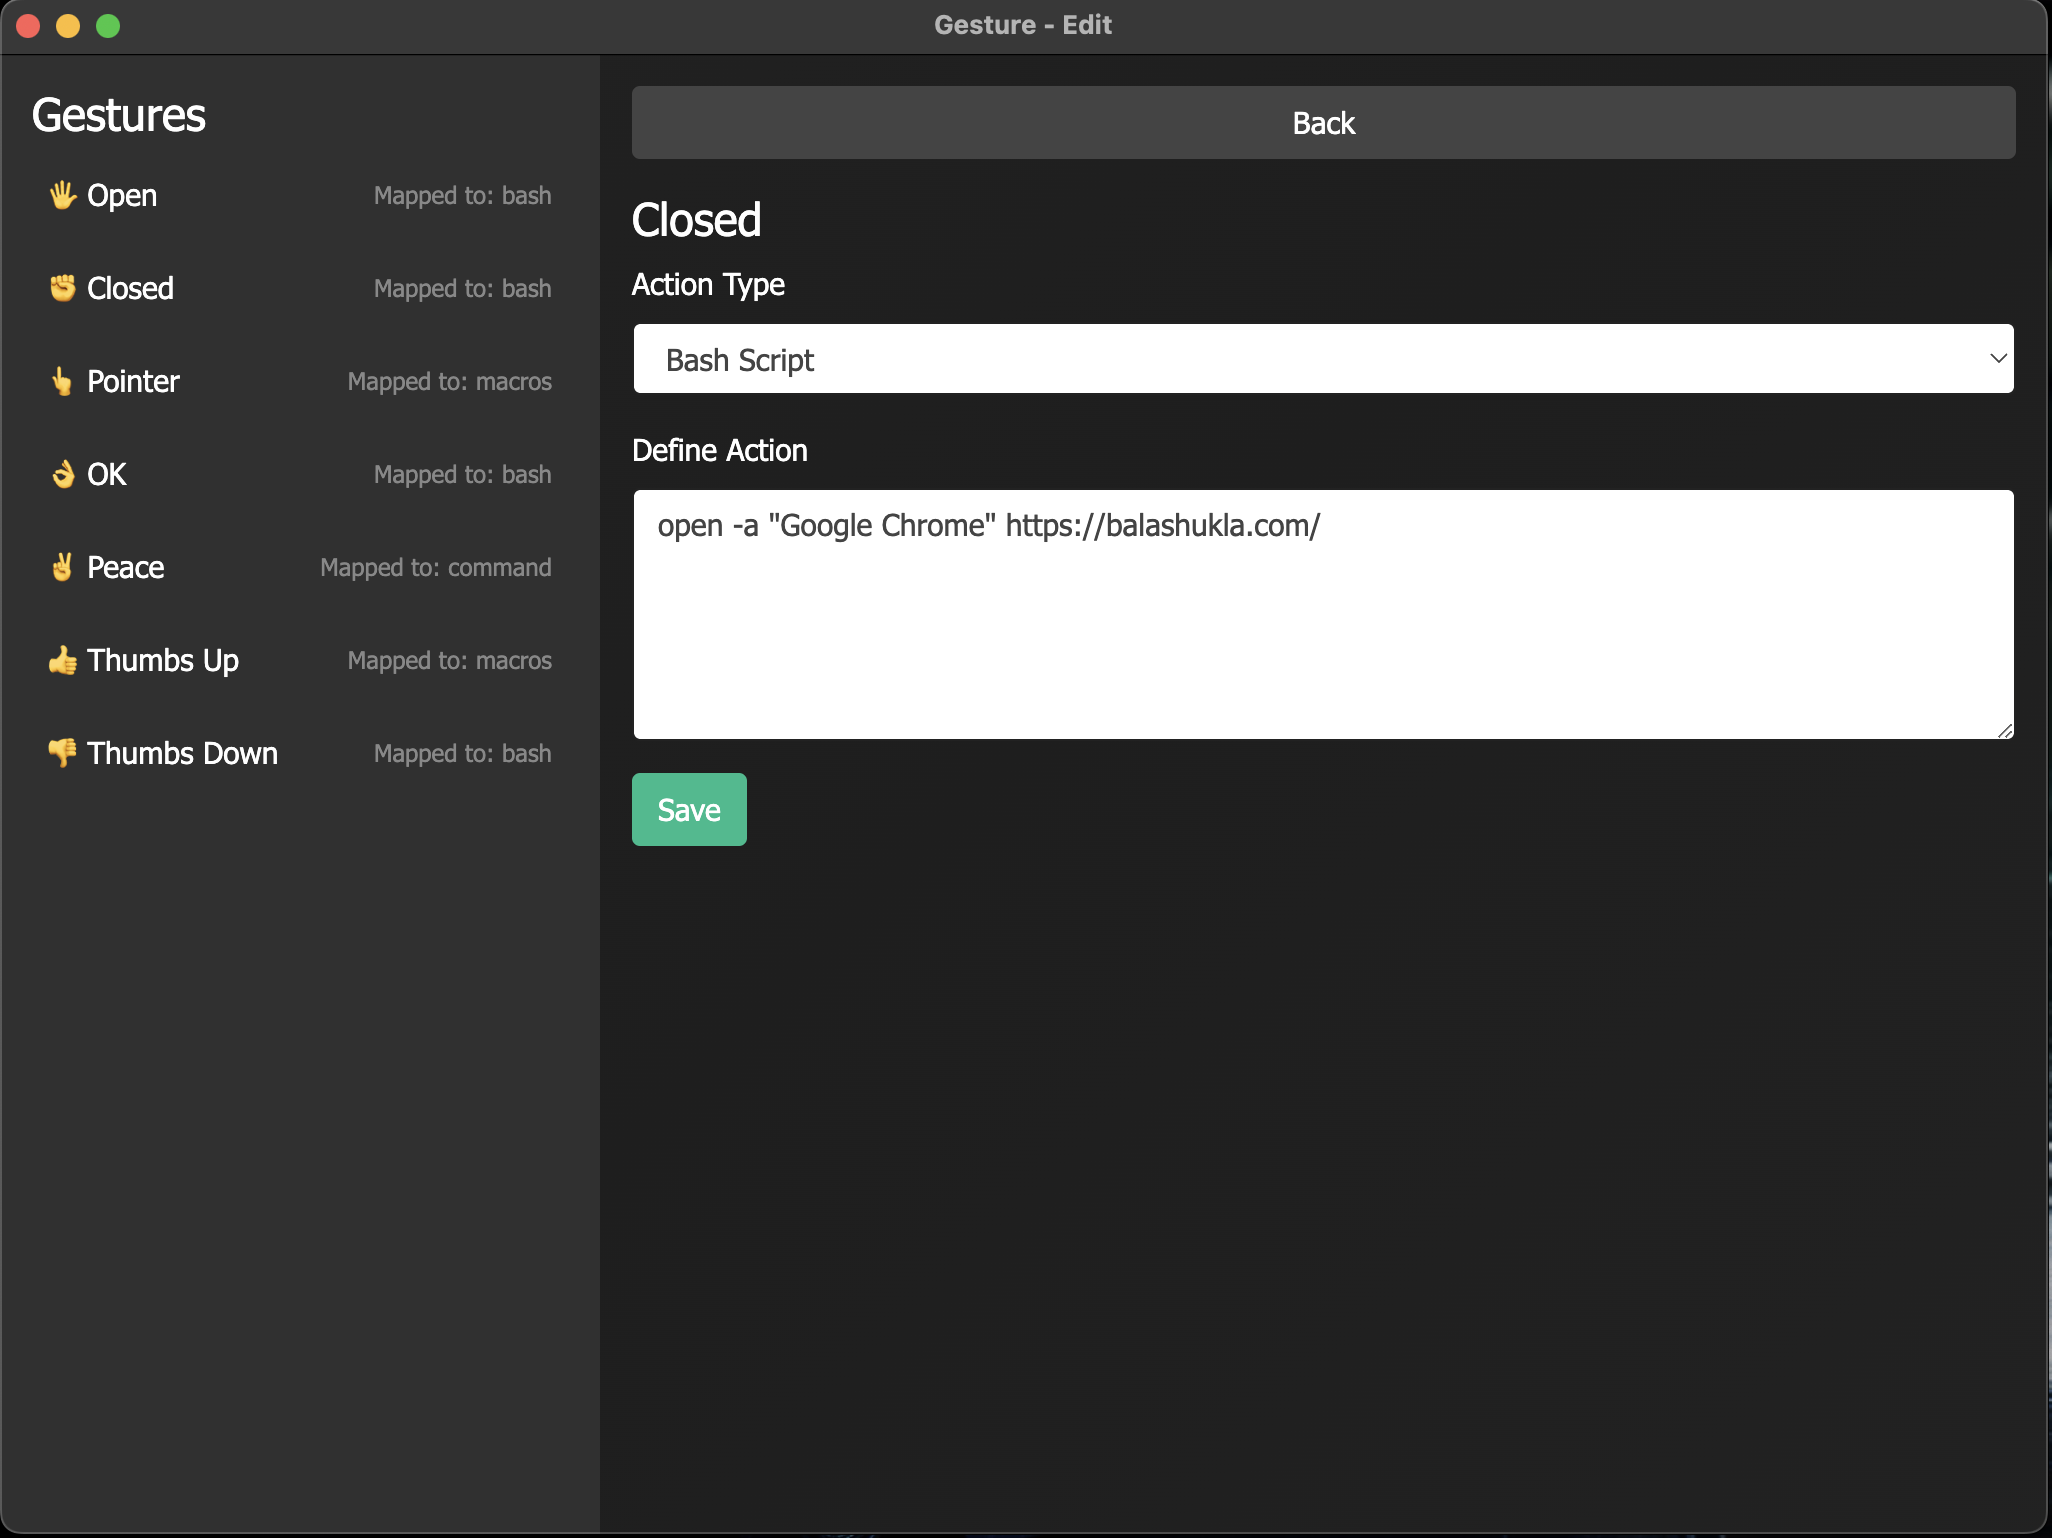 Gesture - Edit
Gestures
🖐 Open Mapped to: bash
✊ Closed Mapped to: bash
👆 Pointer Mapped to: macros
👌 OK Mapped to: bash
✌ Peace Mapped to: command
👍 Thumbs Up Mapped to: macros
👎 Thumbs Down Mapped to: bash
Back
Closed
Action Type
Bash Script
Define Action
open -a "Google Chrome" https://balashukla.com/
Save